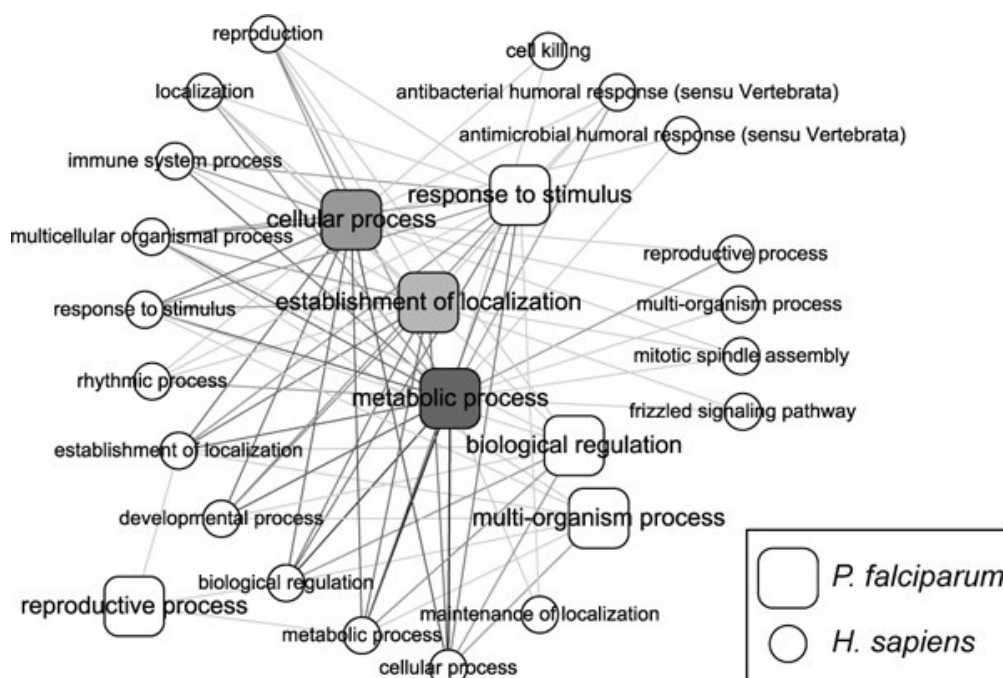 reproduction
cell killing
localization
antibacterial humoral response (sensu Vertebrata)
antimicrobial humoral response (sensu Vertebrata)
immune system process
response to stimulus
cellular process
multicellular organismal process
reproductive process
establishment of localization
multi-organism process
response to stimulus
mitotic spindle assembly
rhythmic process
metabolic process
frizzled signaling pathway
establishment of localization
biological regulation
developmental process
multi-organism process
biological regulation
reproductive process
maintenance of localization
metabolic process
cellular process
P. falciparum
H. sapiens